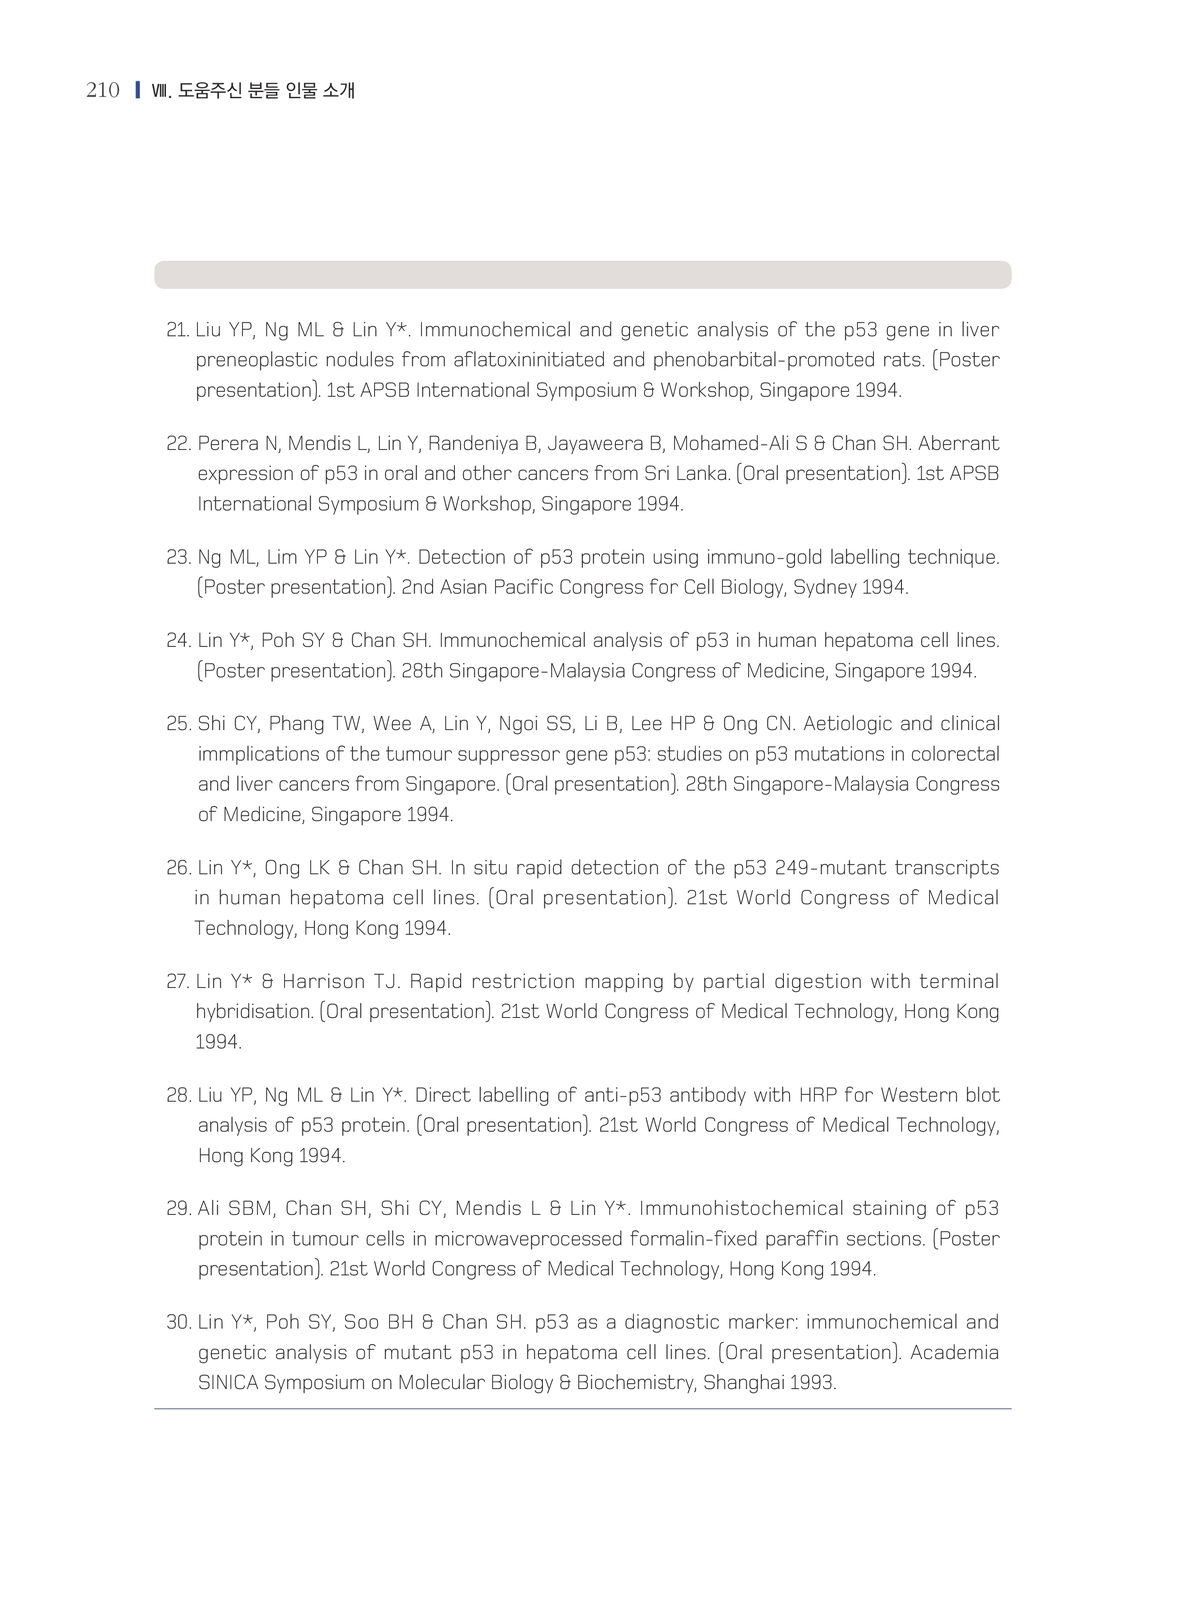 210 Ⅷ. 도움주신 분들 인물 소개
21. Liu YP, Ng ML & Lin Y*. Immunochemical and genetic analysis of the p53 gene in liver
preneoplastic nodules from aflatoxininitiated and phenobarbital-promoted rats. (Poster
presentation). 1st APSB International Symposium & Workshop, Singapore 1994.
22. Perera N, Mendis L, Lin Y, Randeniya B, Jayaweera B, Mohamed-Ali S & Chan SH. Aberrant
expression of p53 in oral and other cancers from Sri Lanka. (Oral presentation). 1st APSB
International Symposium & Workshop, Singapore 1994.
23. Ng ML, Lim YP & Lin Y*. Detection of p53 protein using immuno-gold labelling technique.
(Poster presentation). 2nd Asian Pacific Congress for Cell Biology, Sydney 1994.
24. Lin Y*, Poh SY & Chan SH. Immunochemical analysis of p53 in human hepatoma cell lines.
(Poster presentation). 28th Singapore-Malaysia Congress of Medicine, Singapore 1994.
25. Shi CY, Phang TW, Wee A, Lin Y, Ngoi SS, Li B, Lee HP & Ong CN. Aetiologic and clinical
immplications of the tumour suppressor gene p53: studies on p53 mutations in colorectal
and liver cancers from Singapore. (Oral presentation). 28th Singapore-Malaysia Congress
of Medicine, Singapore 1994.
26. Lin Y*, Ong LK & Chan SH. In situ rapid detection of the p53 249-mutant transcripts
in human hepatoma cell lines. (Oral presentation). 21st World Congress of Medical
Technology, Hong Kong 1994.
27. Lin Y* & Harrison TJ. Rapid restriction mapping by partial digestion with terminal
hybridisation. (Oral presentation). 21st World Congress of Medical Technology, Hong Kong
1994.
28. Liu YP, Ng ML & Lin Y*. Direct labelling of anti-p53 antibody with HRP for Western blot
analysis of p53 protein. (Oral presentation). 21st World Congress of Medical Technology,
Hong Kong 1994.
29. Ali SBM, Chan SH, Shi CY, Mendis L & Lin Y*. Immunohistochemical staining of p53
protein in tumour cells in microwaveprocessed formalin-fixed paraffin sections. (Poster
presentation). 21st World Congress of Medical Technology, Hong Kong 1994.
30. Lin Y*, Poh SY, Soo BH & Chan SH. p53 as a diagnostic marker: immunochemical and
genetic analysis of mutant p53 in hepatoma cell lines. (Oral presentation). Academia
SINICA Symposium on Molecular Biology & Biochemistry, Shanghai 1993.